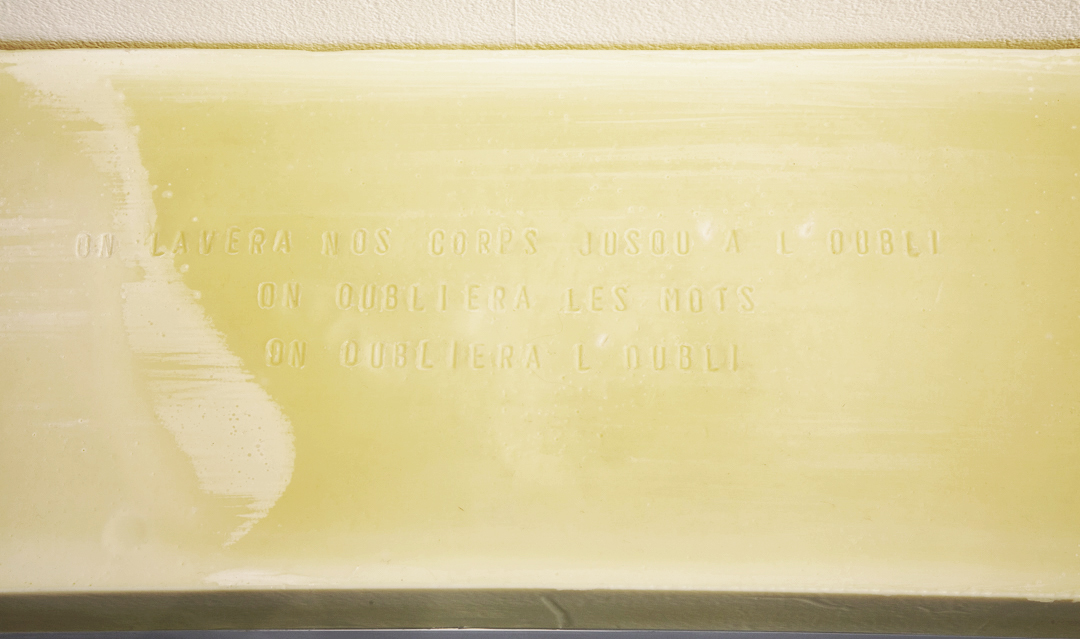 ON LAVERA NOS CORPS JUSQU A L OUBLI
ON OUBLIERA LES MOTS
ON OUBLIERA L OUBLI